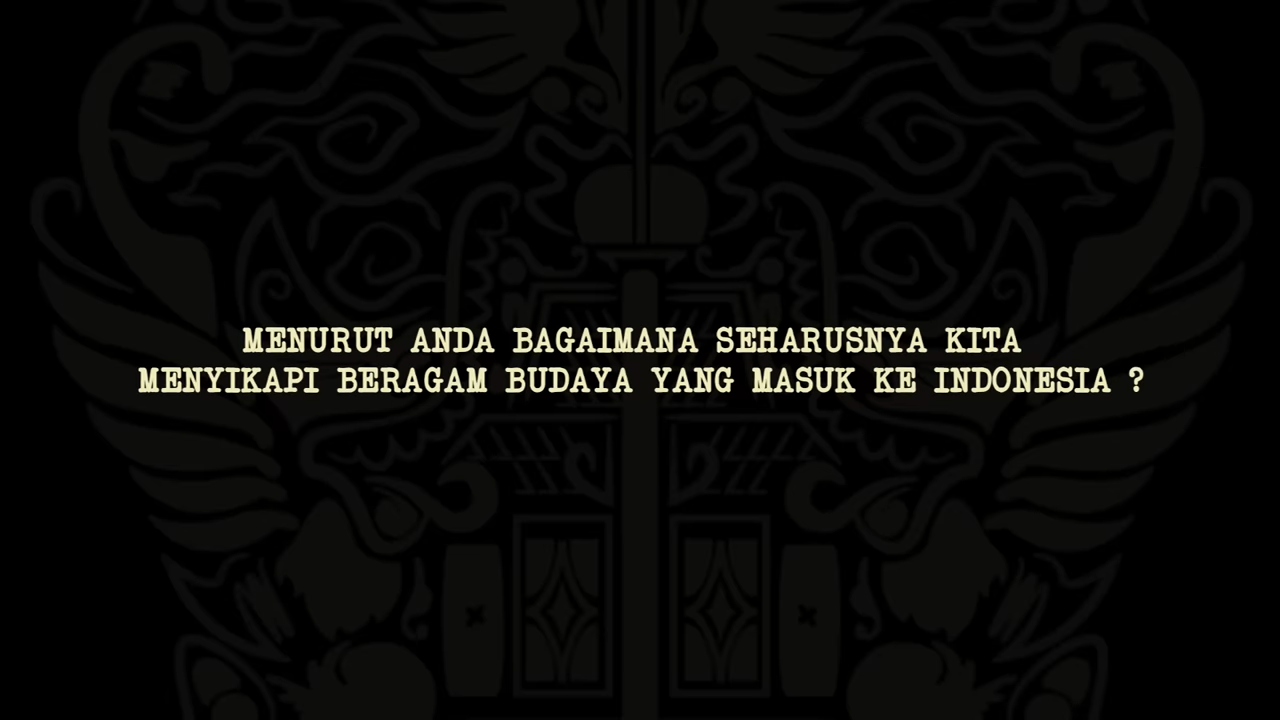 MENURUT ANDA BAGAIMANA SEHARUSNYA KITA
MENYIKAPI BERAGAM BUDAYA YANG MASUK KE INDONESIA ?